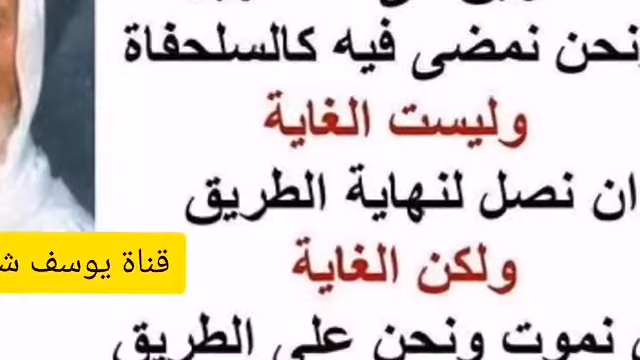 ونحن نمضى فيه كالسلحفاة
وليست الغاية
ان نصل لنهاية الطريق
ولكن الغاية
نموت ونحن على الطريق
قناة يوسف